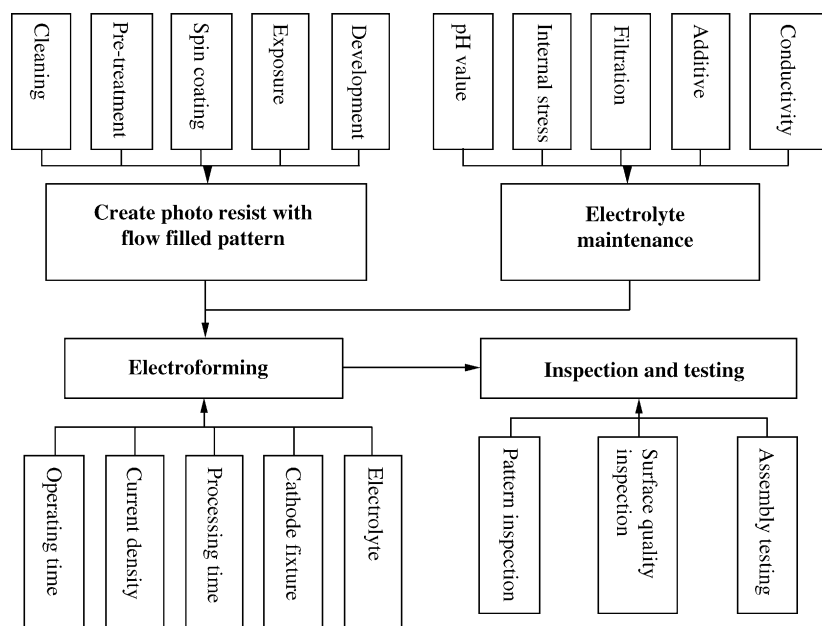 Cleaning
Pre-treatment
Spin coating
Exposure
Development
pH value
Internal stress
Filtration
Additive
Conductivity
Create photo resist with
flow filled pattern
Electrolyte
maintenance
Electroforming
Inspection and testing
Operating time
Current density
Processing time
Cathode fixture
Electrolyte
Pattern inspection
Surface quality
inspection
Assembly testing